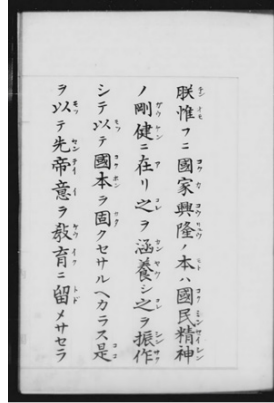 朕惟フニ國家興隆ノ本ハ國民精神
ノ剛健ニ在リ之ヲ涵養シ之ヲ振作
シテ以テ國本ヲ固クセサルヘカラス是
ヲ以テ先帝意ヲ敎育ニ留メサセラ